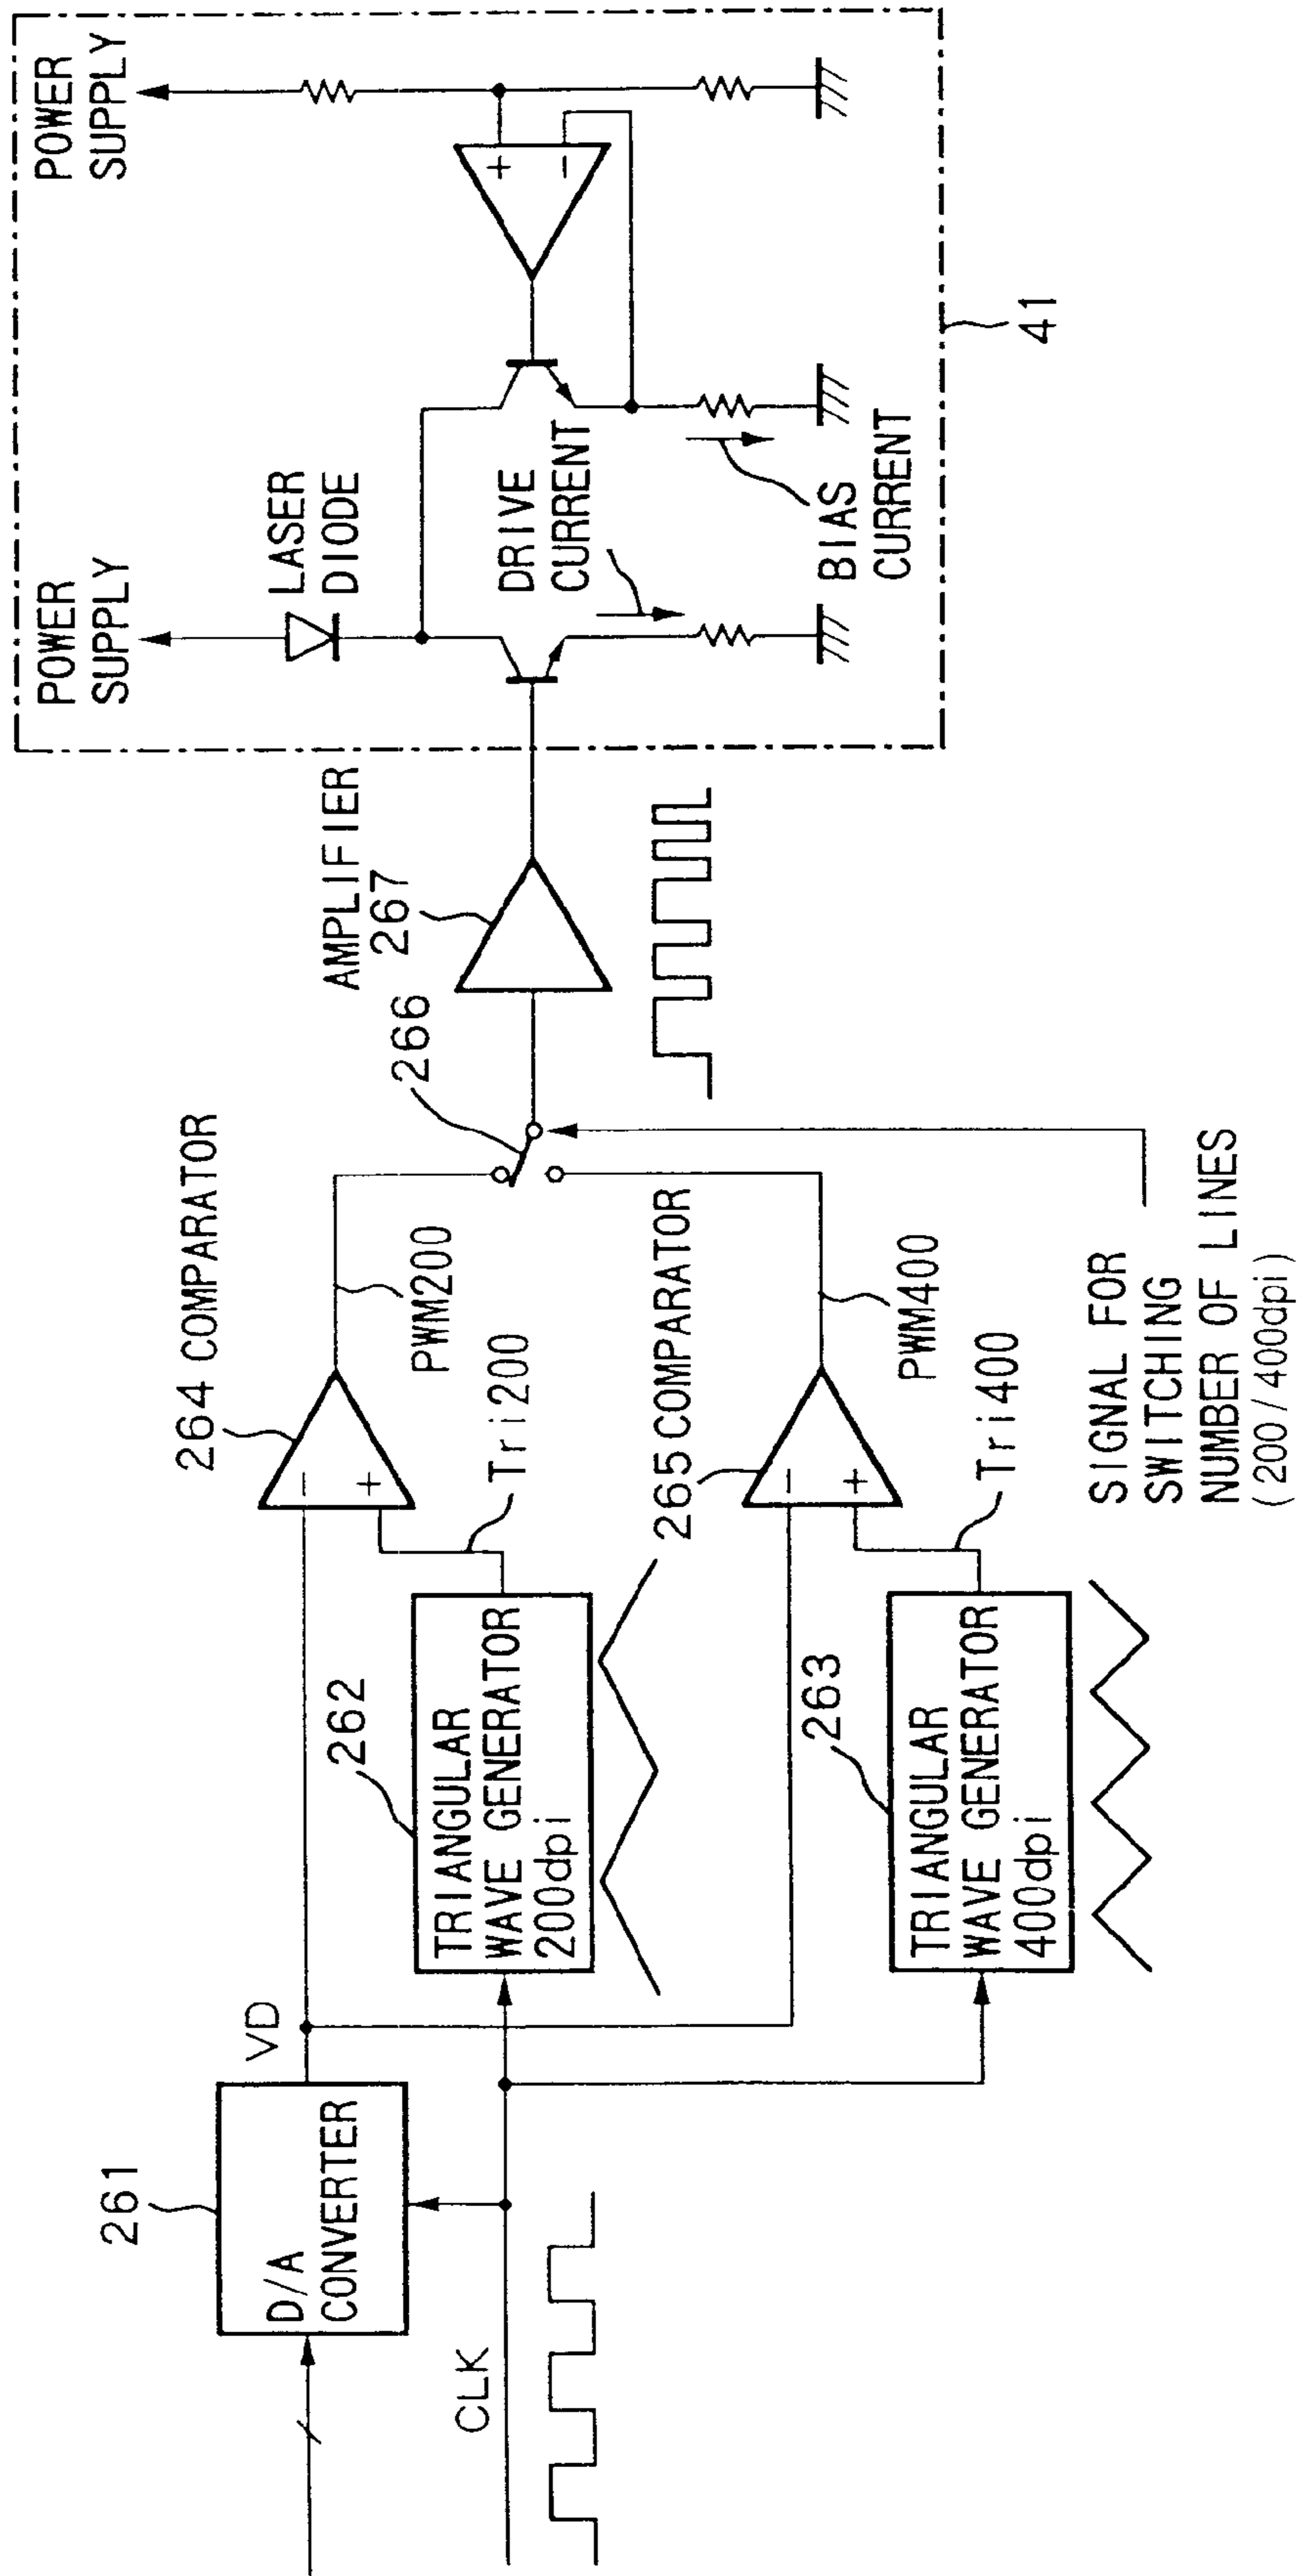 261
D/A
CONVERTER
VD
CLK
262
TRIANGULAR
WAVE GENERATOR
200dpi
263
TRIANGULAR
WAVE GENERATOR
400dpi
264 COMPARATOR
-
+
Tri200
PWM200
265 COMPARATOR
-
+
Tri400
PWM400
SIGNAL FOR
SWITCHING
NUMBER OF LINES
(200/400dpi)
266
AMPLIFIER
267
POWER
SUPPLY
LASER
DIODE
DRIVE
CURRENT
BIAS
CURRENT
POWER
SUPPLY
+
-
41